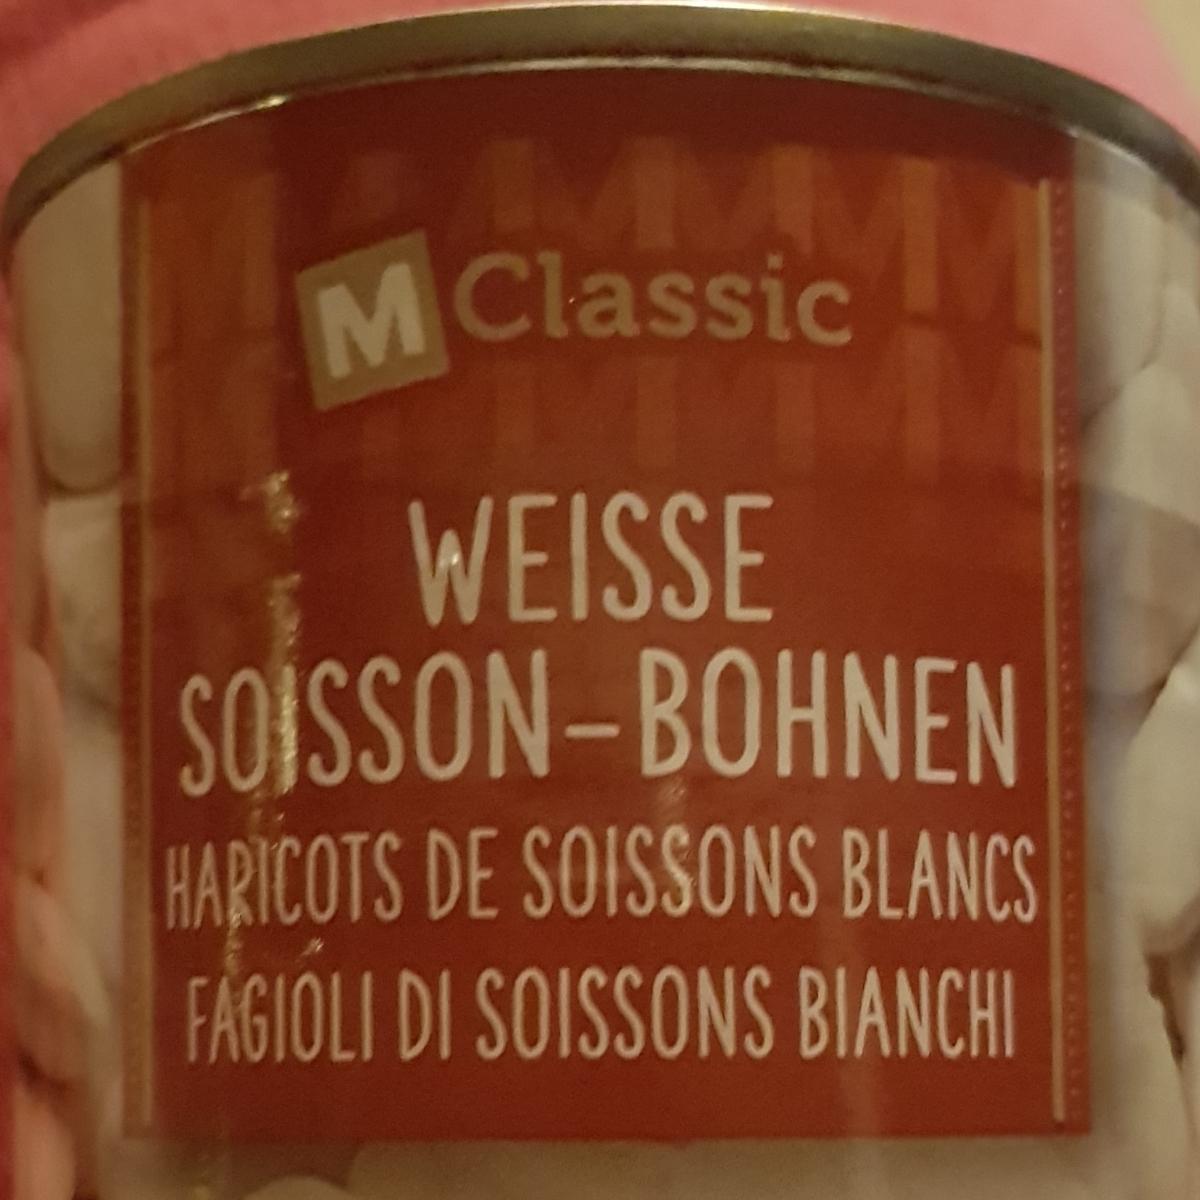 M Classic
WEISSE
SOISSON-BOHNEN
HARICOTS DE SOISSONS BLANCS
FAGIOLI DI SOISSONS BIANCHI